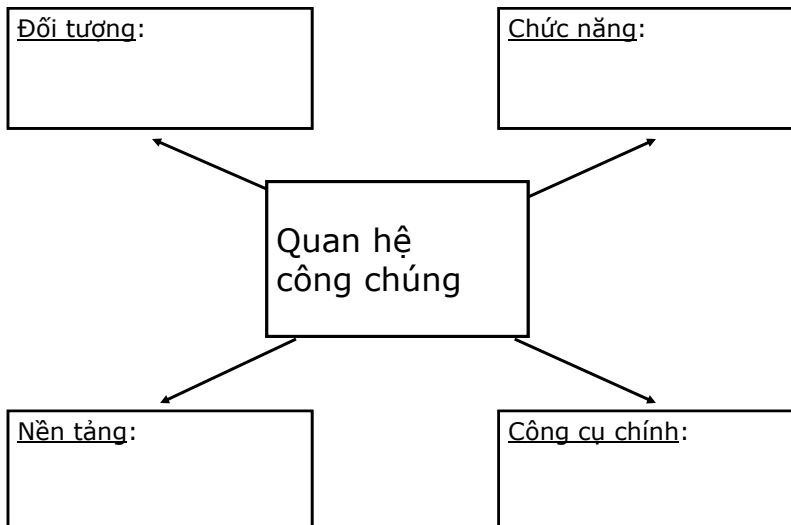 Đối tượng:
Chức năng:
Quan hệ
công chúng
Nền tảng:
Công cụ chính: